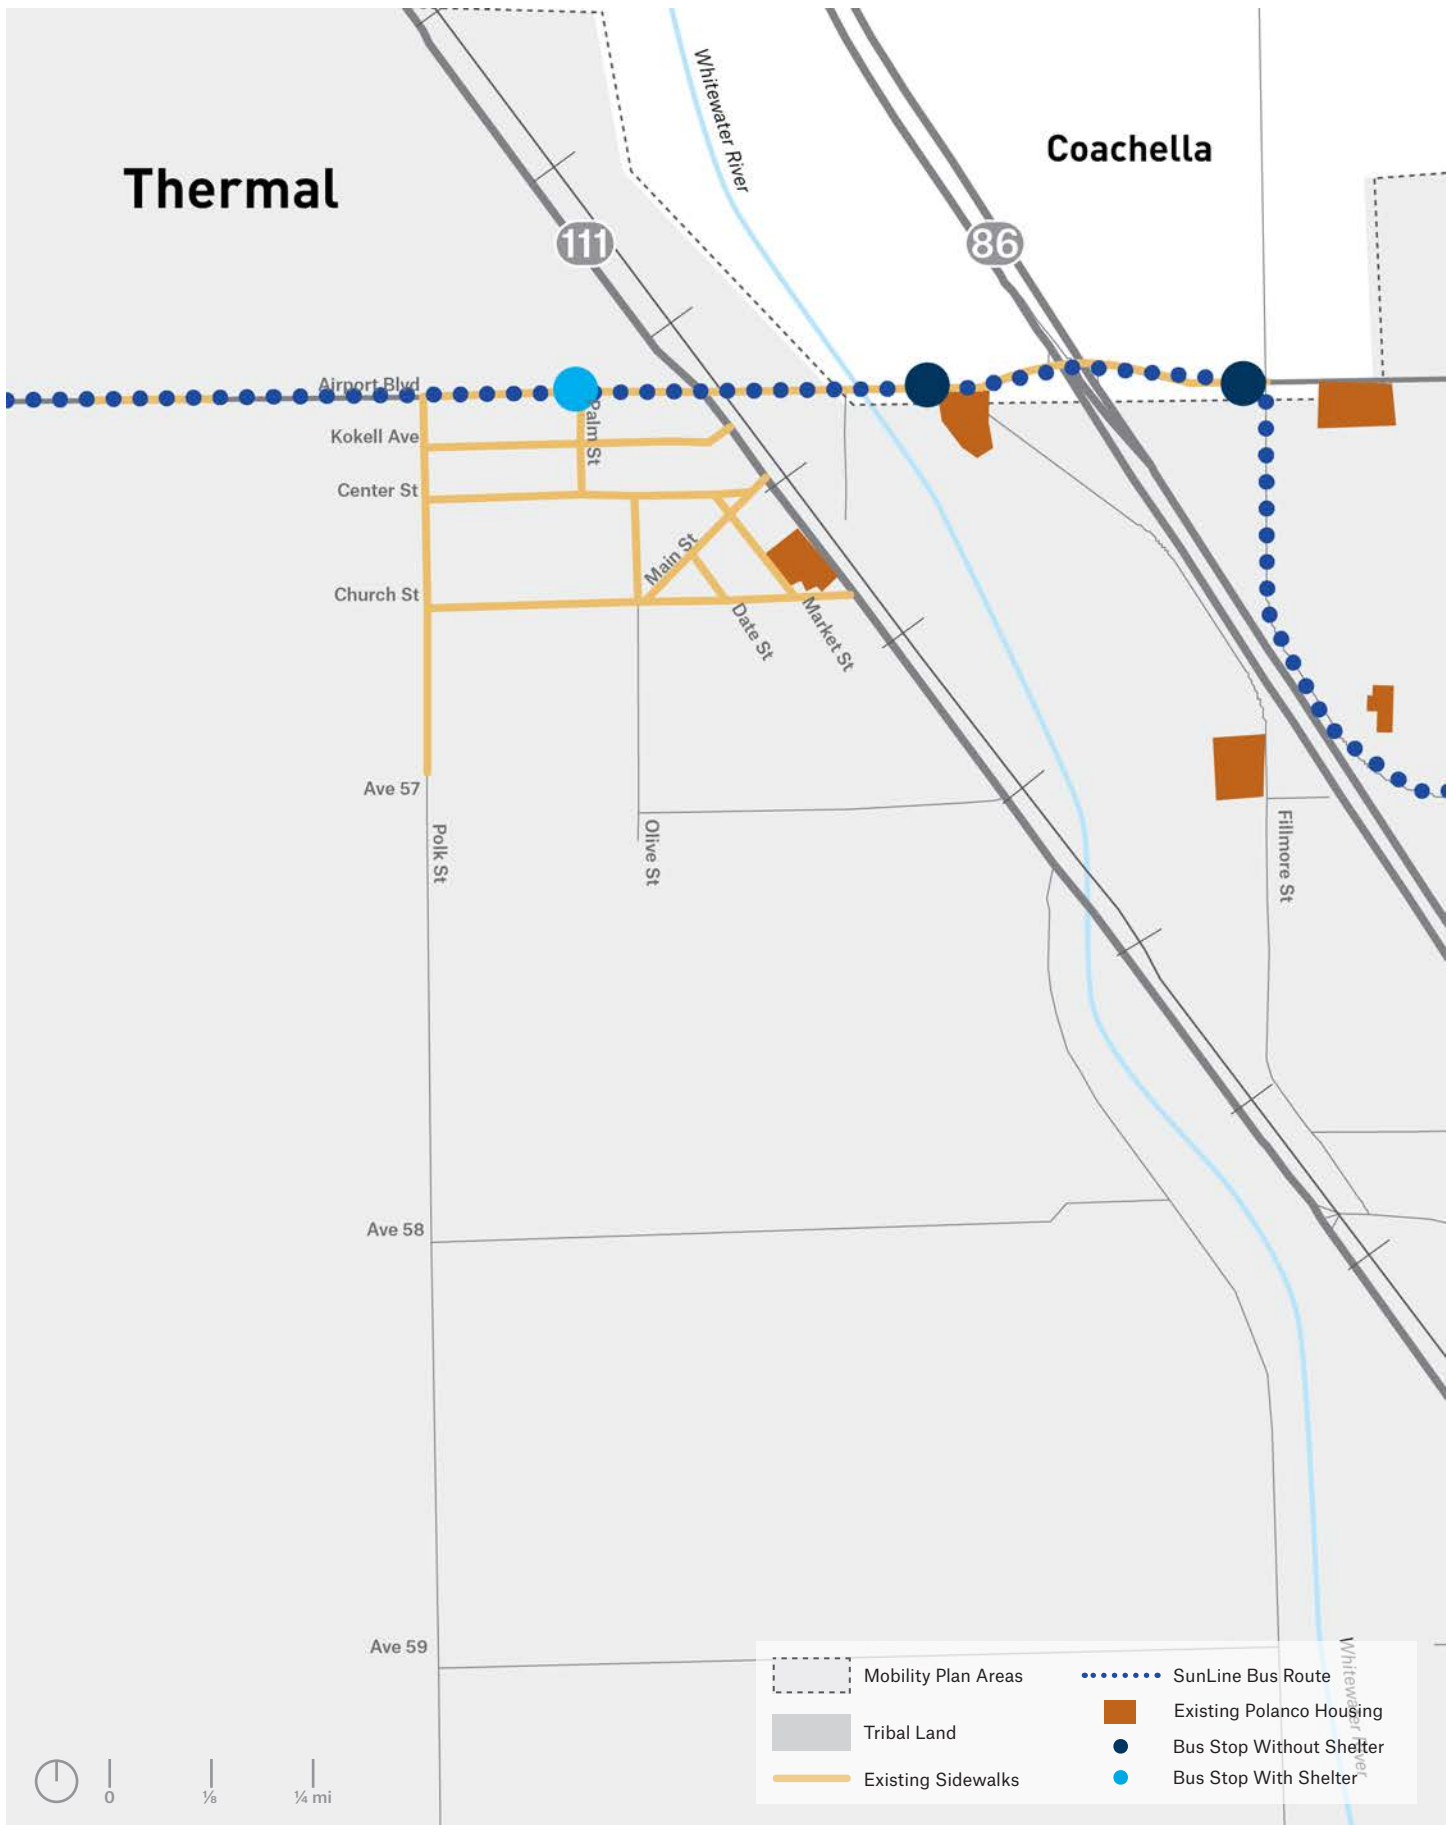 Whitewater River
Coachella
Thermal
111
86
Airport Blvd
Palm St
Kokell Ave
Center St
Main St
Church St
Date St
Market St
Ave 57
Polk St
Olive St
Fillmore St
Ave 58
Ave 59
Whitewater River
Mobility Plan Areas
Tribal Land
Existing Sidewalks
SunLine Bus Route
Existing Polanco Housing
Bus Stop Without Shelter
Bus Stop With Shelter
0
⅛
¼ mi